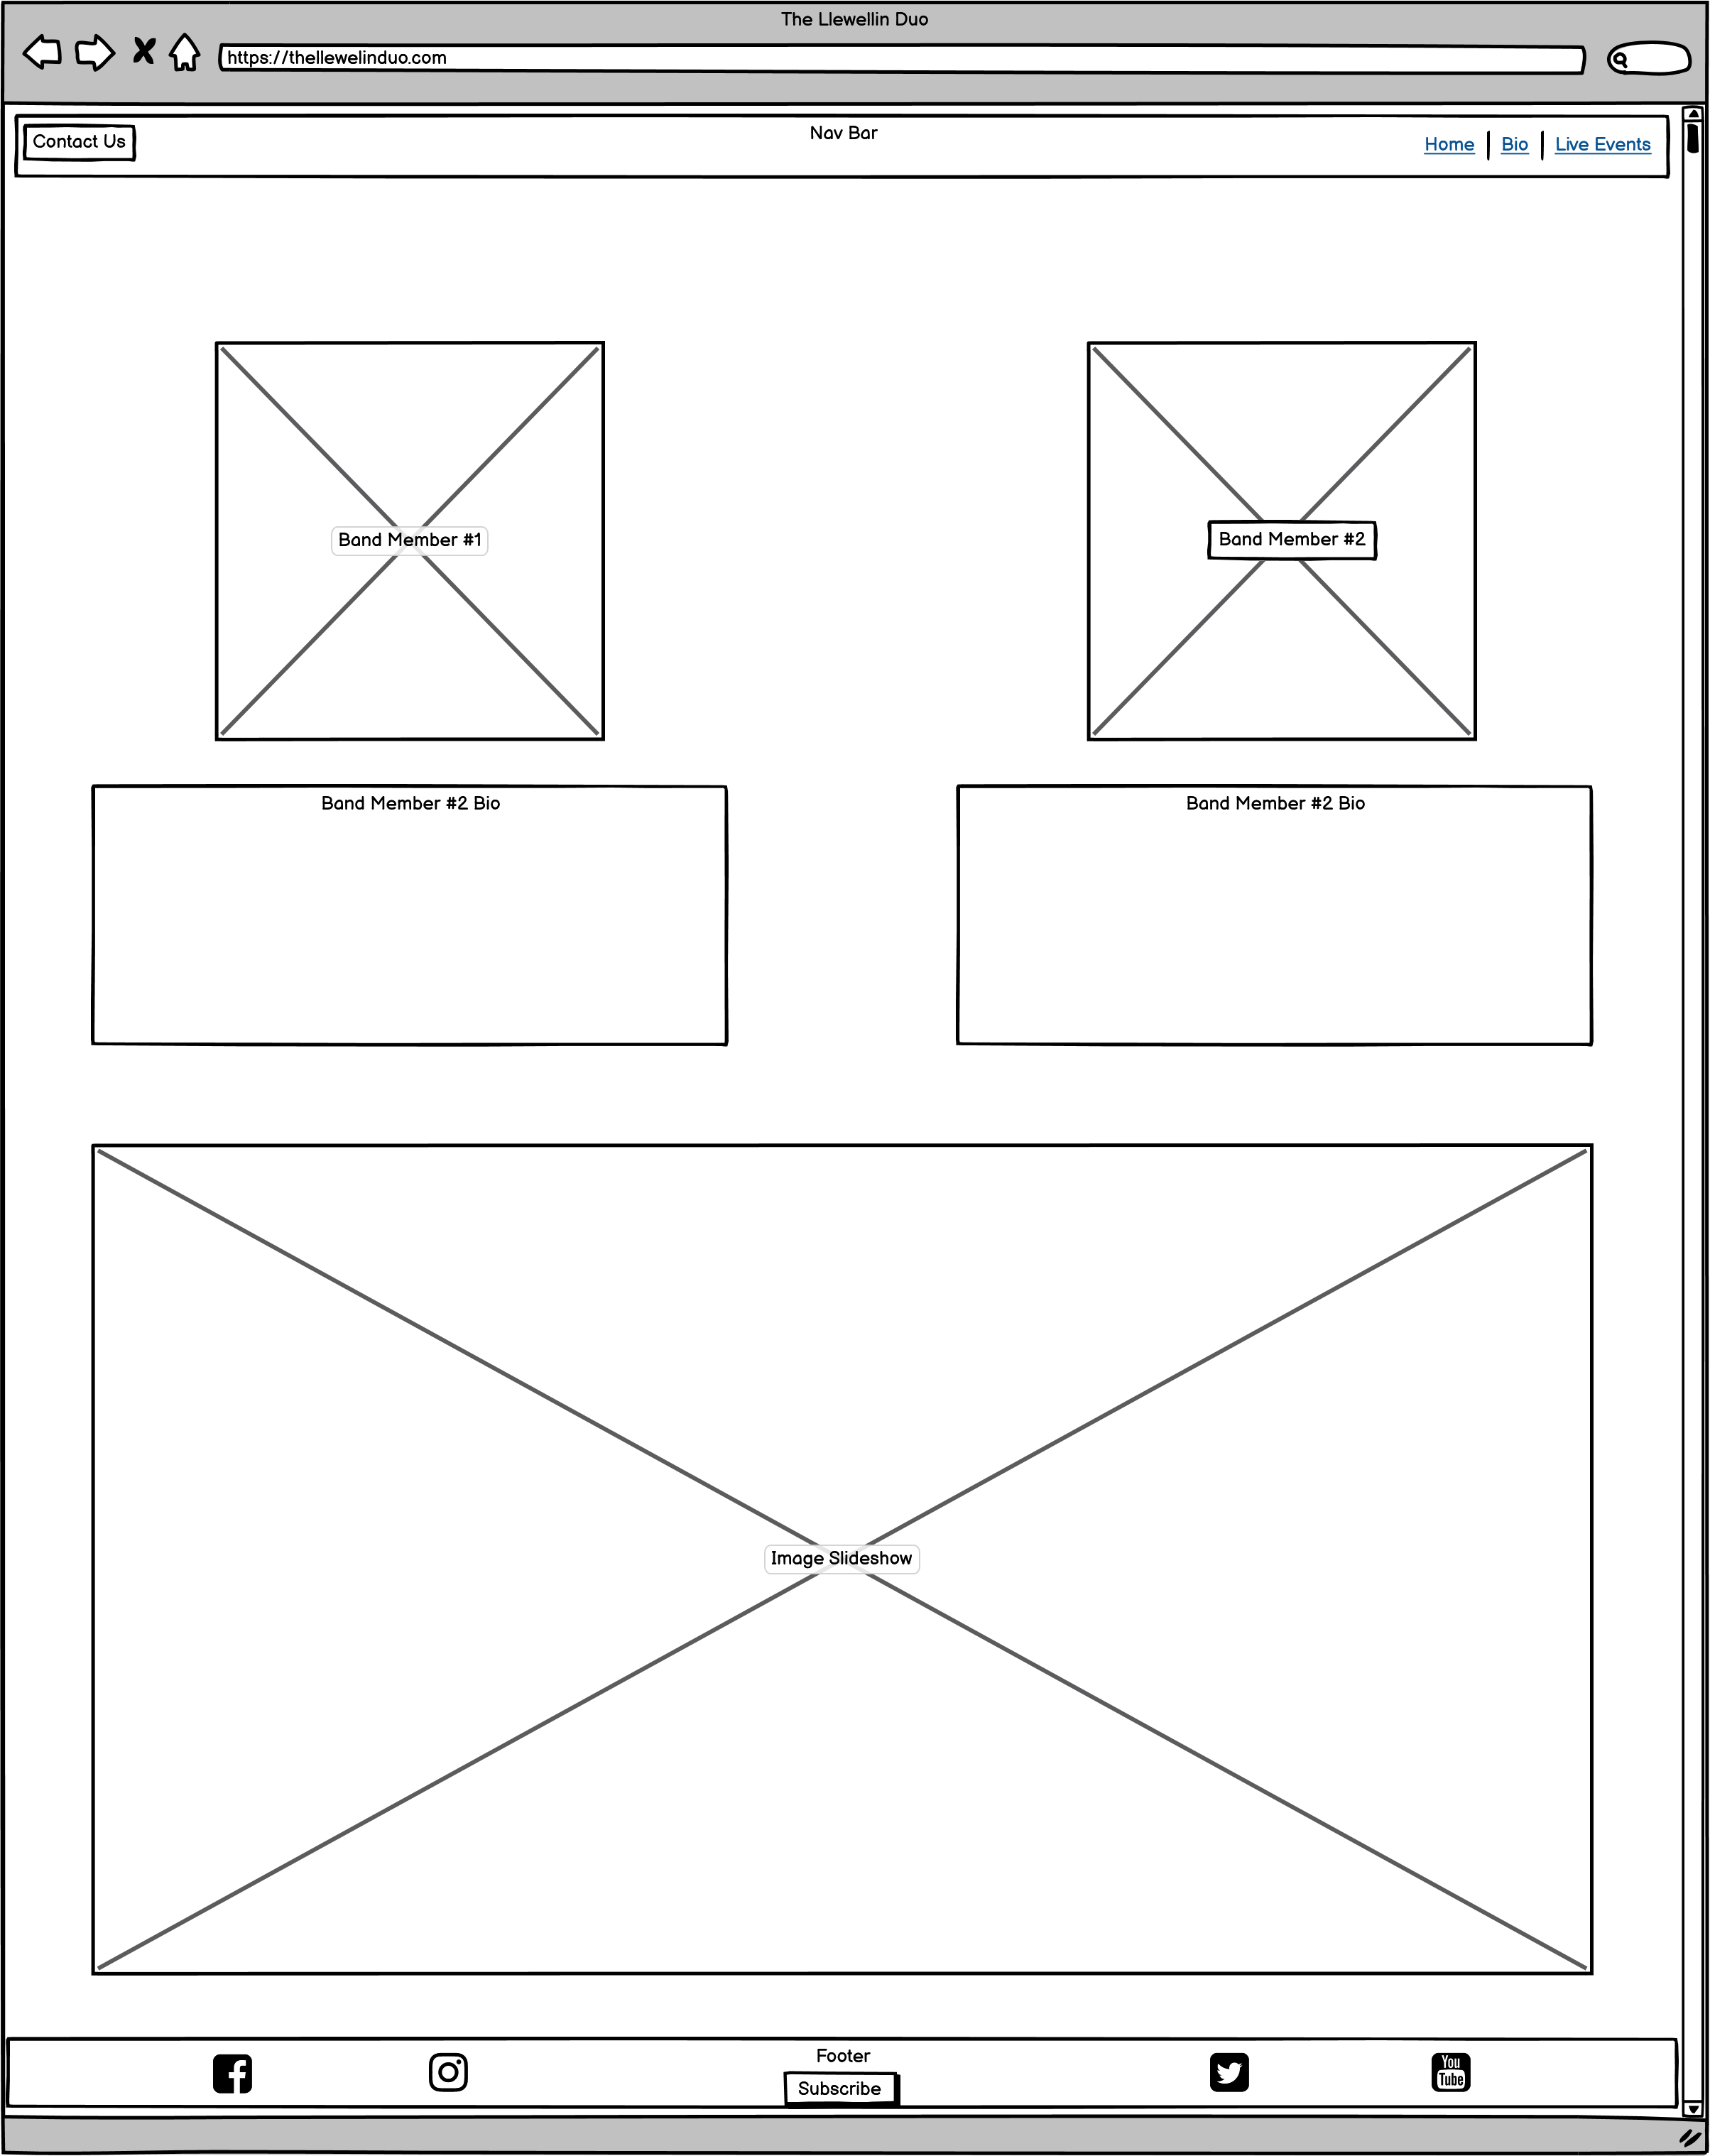 The Llewellin Duo
https://thellewelinduo.com
Contact Us
Nav Bar
Home
Bio
Live Events
Band Member #1
Band Member #2
Band Member #2 Bio
Band Member #2 Bio
Image Slideshow
Footer
Subscribe
You
Tube